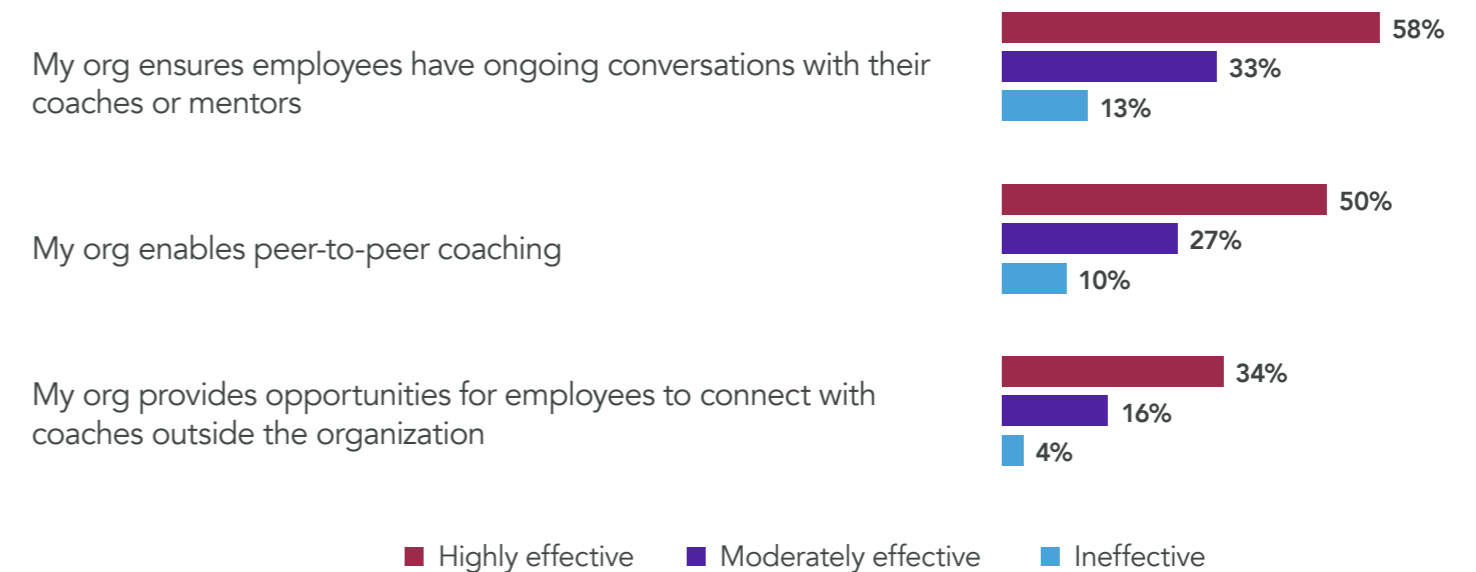 58%
My org ensures employees have ongoing conversations with their
33%
coaches or mentors
13%
50%
My org enables peer-to-peer coaching
27%
10%
34%
My org provides opportunities for employees to connect with
16%
coaches outside the organization
4%
Highly effective Moderately effective Ineffective